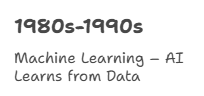 1980s-1990s
Machine Learning – AI
Learns from Data